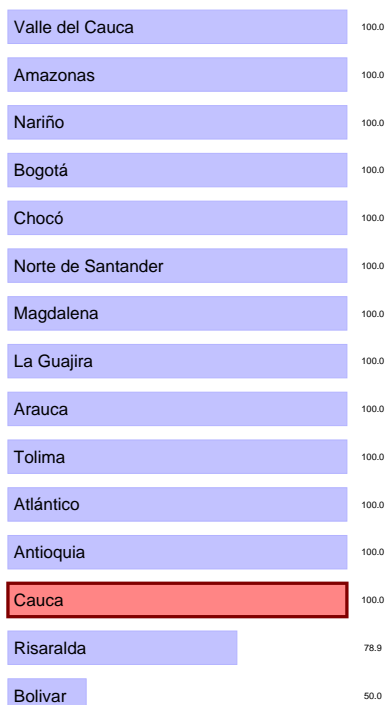 Valle del Cauca 100.0
Amazonas 100.0
Nariño 100.0
Bogotá 100.0
Chocó 100.0
Norte de Santander 100.0
Magdalena 100.0
La Guajira 100.0
Arauca 100.0
Tolima 100.0
Atlántico 100.0
Antioquia 100.0
Cauca 100.0
Risaralda 78.9
Bolivar 50.0